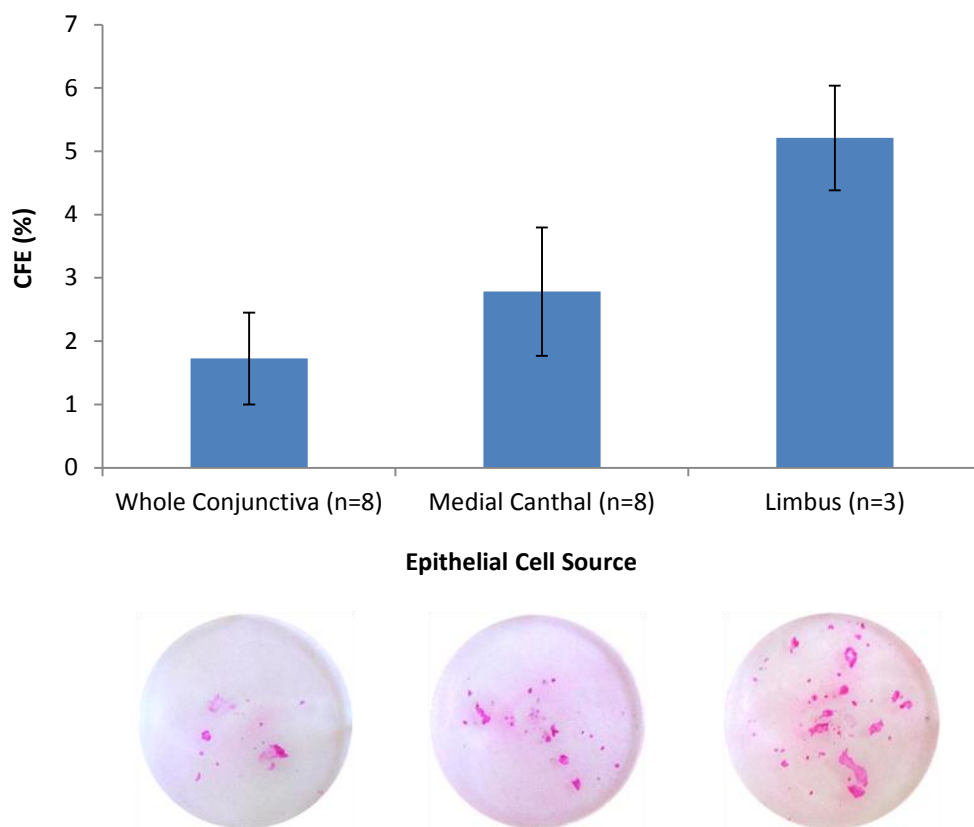 7
6
5
4
3
2
1
0
CFE (%)
Whole Conjunctiva (n=8) Medial Canthal (n=8) Limbus (n=3)
Epithelial Cell Source